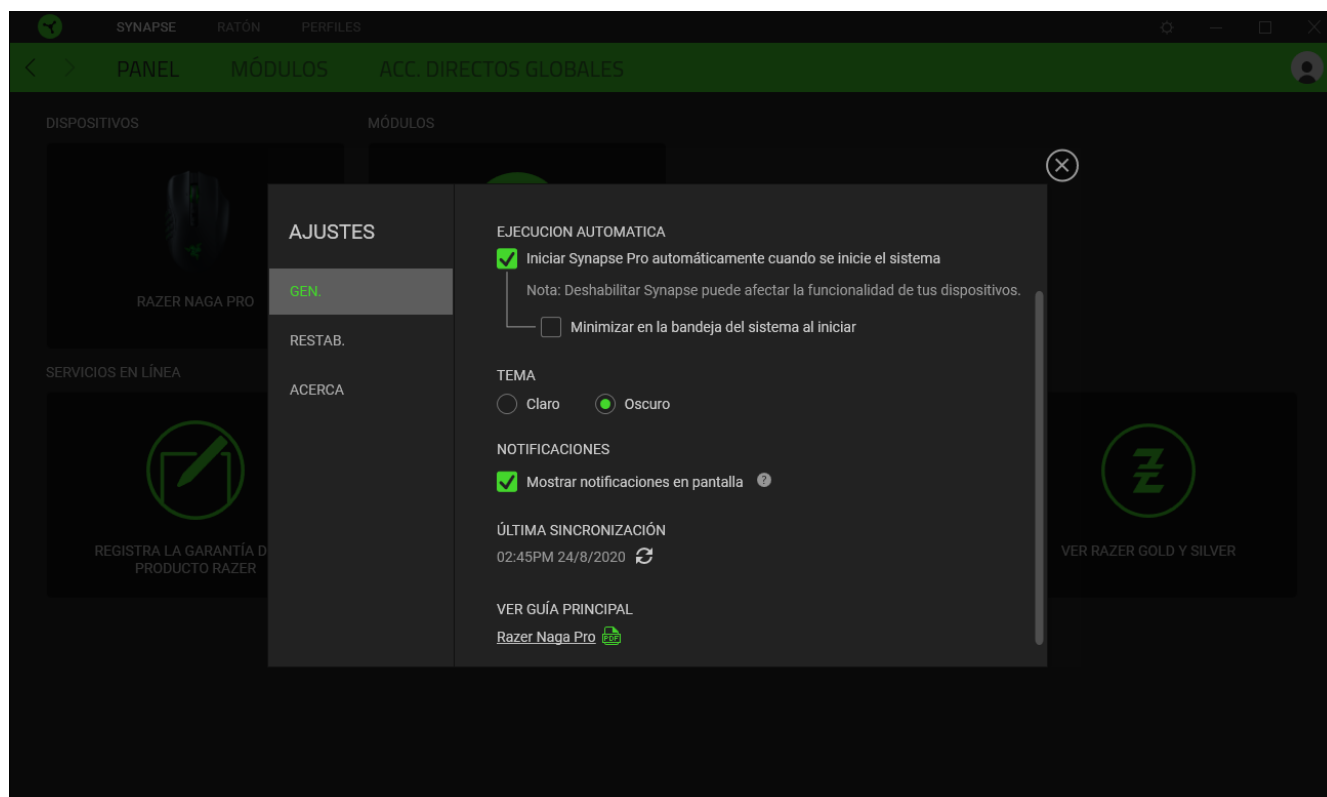 SYNAPSE
RATÓN
PERFILES
PANEL
MÓDULOS
ACC. DIRECTOS GLOBALES
DISPOSITIVOS
MÓDULOS
RAZER NAGA PRO
SERVICIOS EN LÍNEA
REGISTRA LA GARANTÍA D
PRODUCTO RAZER
VER RAZER GOLD Y SILVER
AJUSTES
GEN.
RESTAB.
ACERCA
EJECUCION AUTOMATICA
Iniciar Synapse Pro automáticamente cuando se inicie el sistema
Nota: Deshabilitar Synapse puede afectar la funcionalidad de tus dispositivos.
Minimizar en la bandeja del sistema al iniciar
TEMA
Claro
Oscuro
NOTIFICACIONES
Mostrar notificaciones en pantalla ?
ÚLTIMA SINCRONIZACIÓN
02:45PM 24/8/2020
VER GUÍA PRINCIPAL
Razer Naga Pro PDF